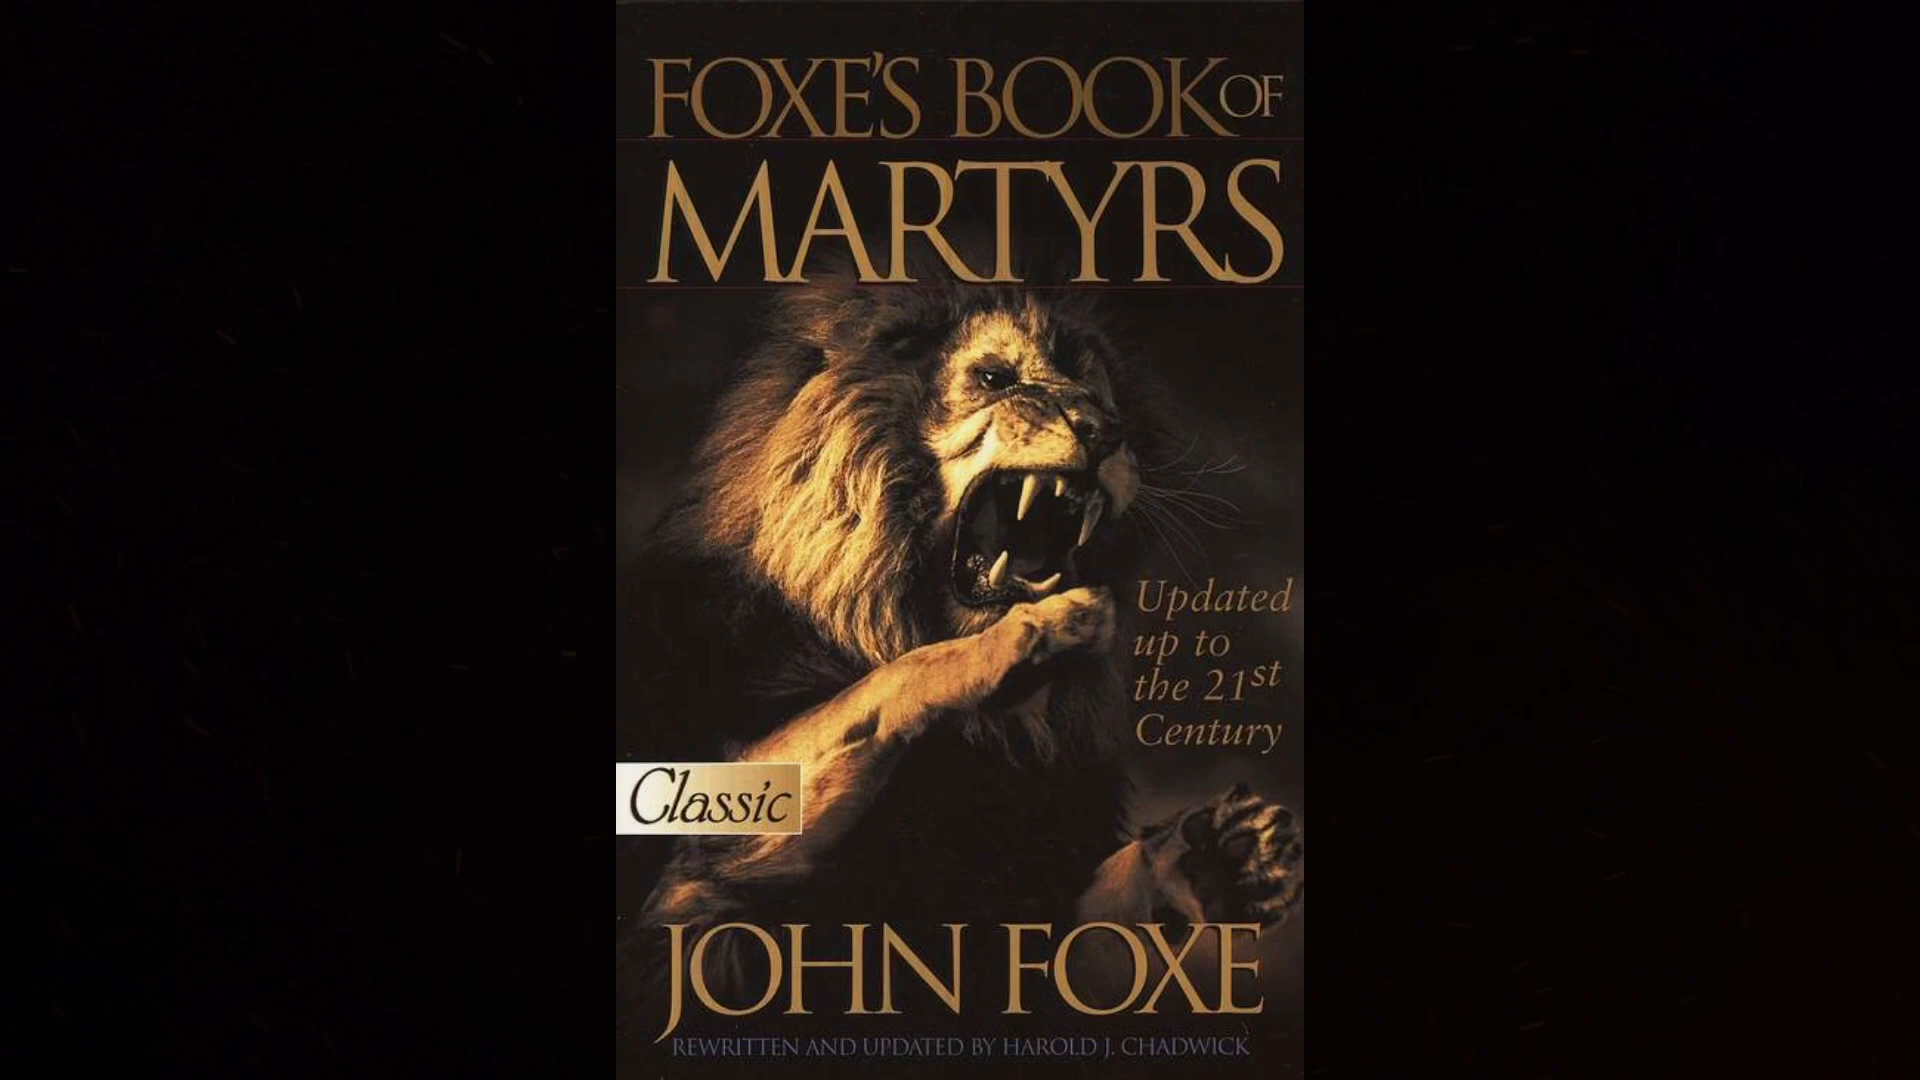 FOXE'S BOOK OF
MARTYRS
Updated
up to
the 21st
Century
Classic
JOHN FOXE
REWRITTEN AND UPDATED BY HAROLD J. CHADWICK